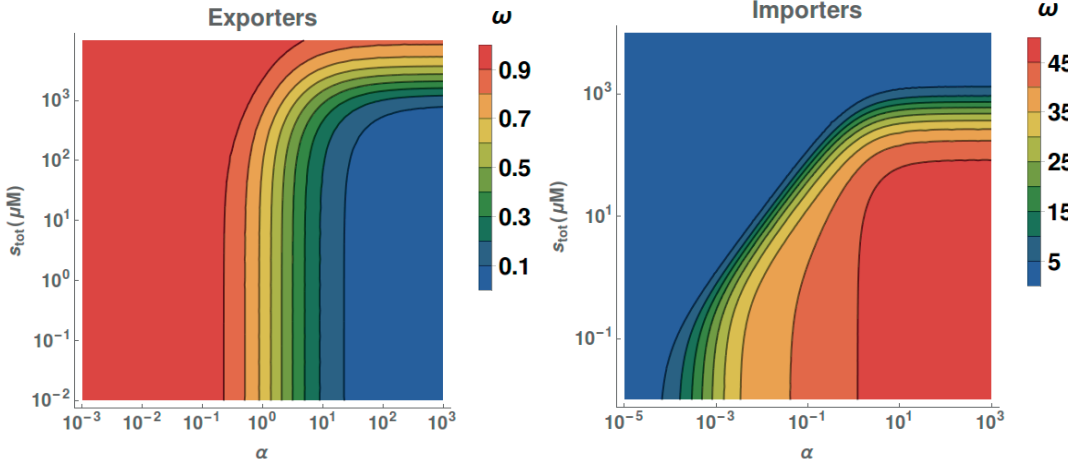 Exporters
ω
s_tot(μM)
10³
10²
10¹
10⁰
10⁻¹
10⁻²
10⁻³ 10⁻² 10⁻¹ 10⁰ 10¹ 10² 10³
α
0.9
0.7
0.5
0.3
0.1
Importers
ω
s_tot(μM)
10³
10¹
10⁻¹
10⁻⁵ 10⁻³ 10⁻¹ 10¹ 10³
α
45
35
25
15
5